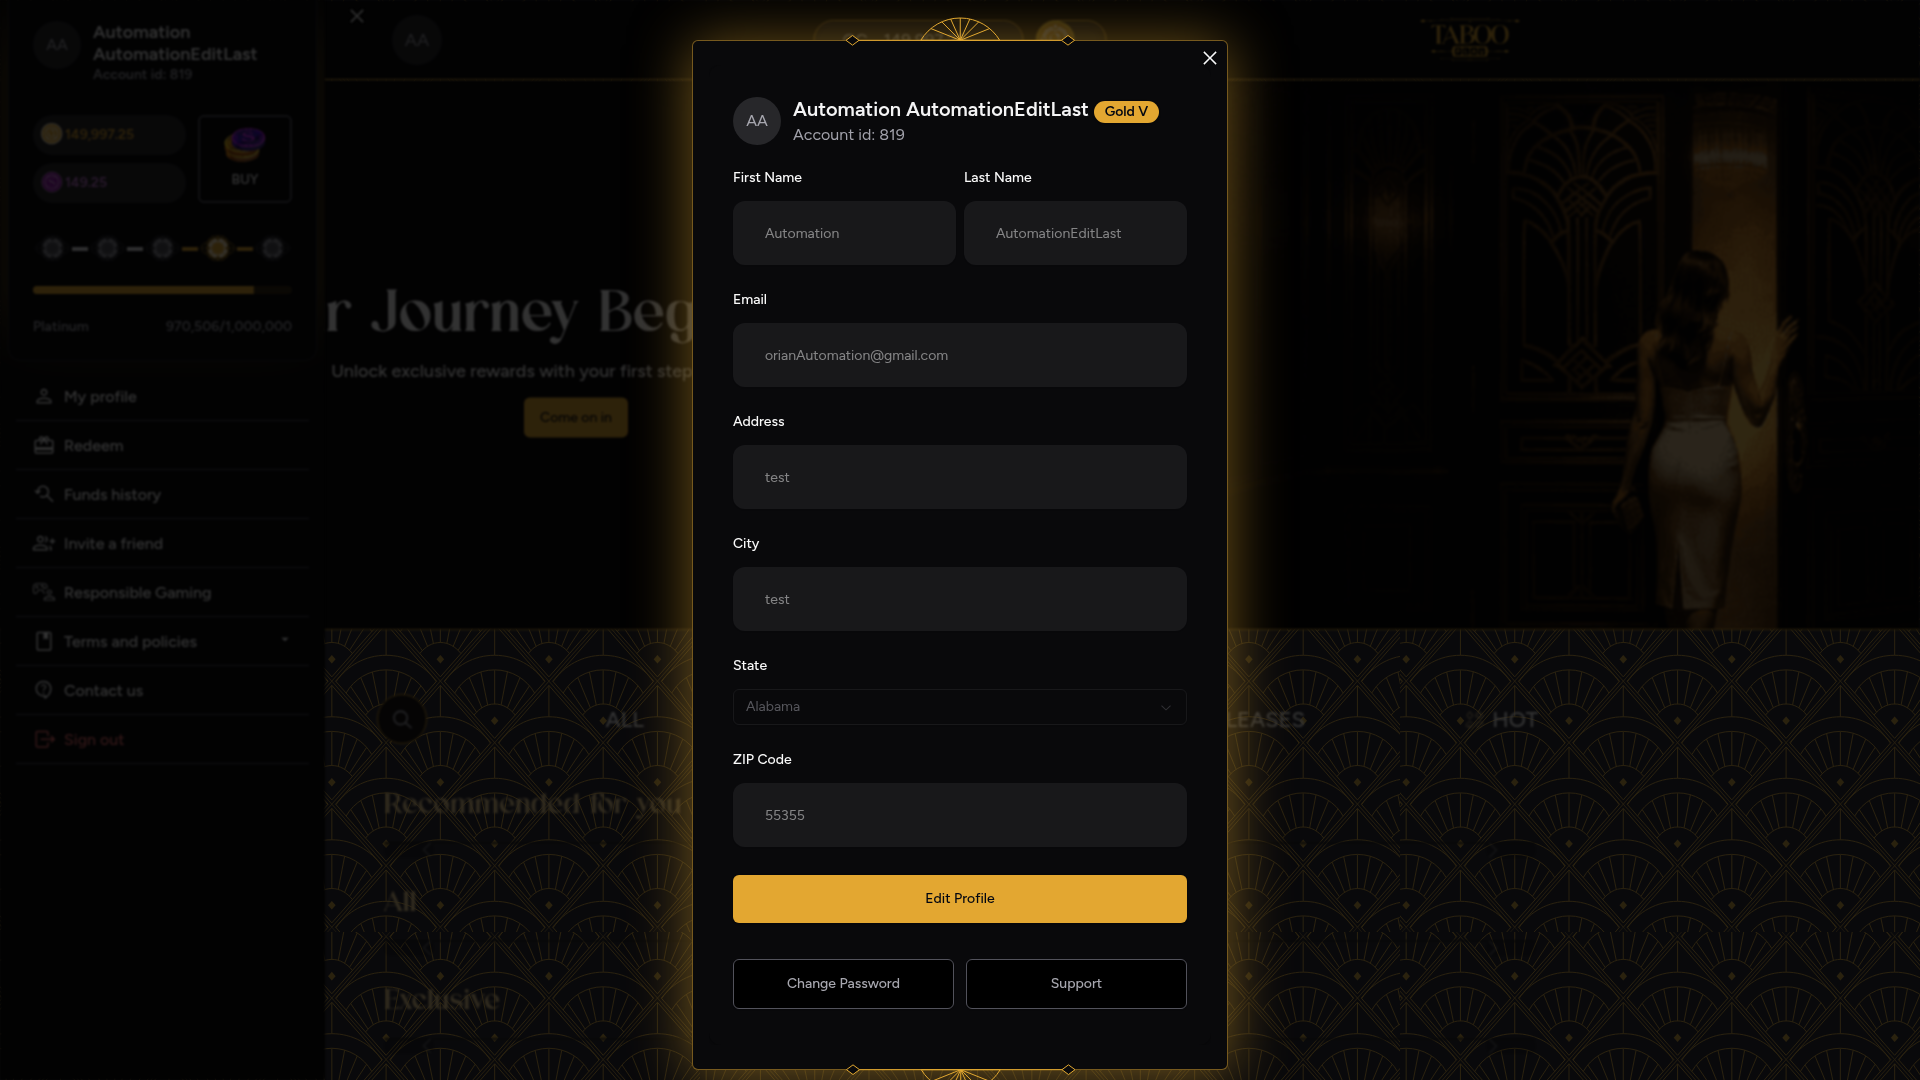 Automation
AutomationEditLast
Account id: 819
AA
149,997.25
149.25
BUY
Platinum
970,506/1,000,000
My profile
Redeem
Funds history
Invite a friend
Responsible Gaming
Terms and policies
Contact us
Sign out
AA
TABOO
r Journey Beg
Unlock exclusive rewards with your first step
Come on in
ALL
LEASES
HOT
Recommended for you
All
Exclusive
AA
Automation AutomationEditLast
Gold V
Account id: 819
First Name
Last Name
Automation
AutomationEditLast
Email
orianAutomation@gmail.com
Address
test
City
test
State
Alabama
ZIP Code
55355
Edit Profile
Change Password
Support